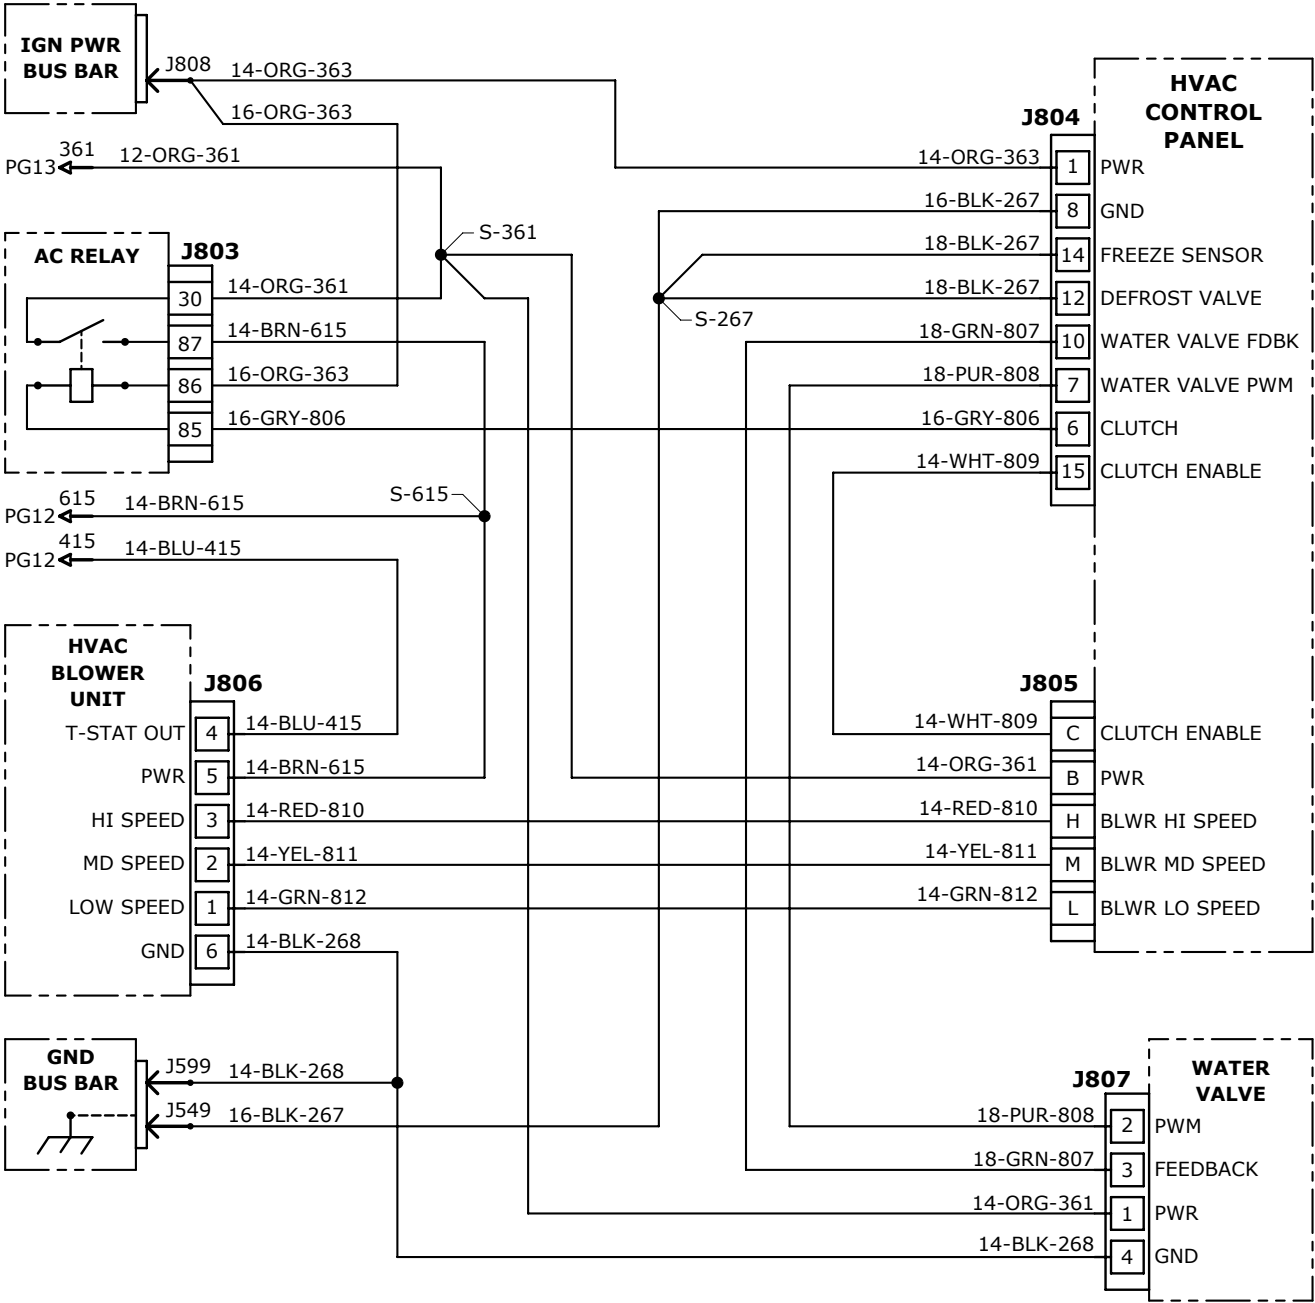 IGN PWR
BUS BAR
J808
14-ORG-363
16-ORG-363
PG13
361
12-ORG-361
AC RELAY
J803
30
14-ORG-361
87
14-BRN-615
86
16-ORG-363
85
16-GRY-806
S-361
S-267
S-615
PG12
615
14-BRN-615
PG12
415
14-BLU-415
HVAC
BLOWER
UNIT
J806
T-STAT OUT
4
14-BLU-415
PWR
5
14-BRN-615
HI SPEED
3
14-RED-810
MD SPEED
2
14-YEL-811
LOW SPEED
1
14-GRN-812
GND
6
14-BLK-268
GND
BUS BAR
J599
14-BLK-268
J549
16-BLK-267
HVAC
CONTROL
PANEL
J804
14-ORG-363
1
PWR
16-BLK-267
8
GND
18-BLK-267
14
FREEZE SENSOR
18-BLK-267
12
DEFROST VALVE
18-GRN-807
10
WATER VALVE FDBK
18-PUR-808
7
WATER VALVE PWM
16-GRY-806
6
CLUTCH
14-WHT-809
15
CLUTCH ENABLE
J805
14-WHT-809
C
CLUTCH ENABLE
14-ORG-361
B
PWR
14-RED-810
H
BLWR HI SPEED
14-YEL-811
M
BLWR MD SPEED
14-GRN-812
L
BLWR LO SPEED
WATER
VALVE
J807
18-PUR-808
2
PWM
18-GRN-807
3
FEEDBACK
14-ORG-361
1
PWR
14-BLK-268
4
GND